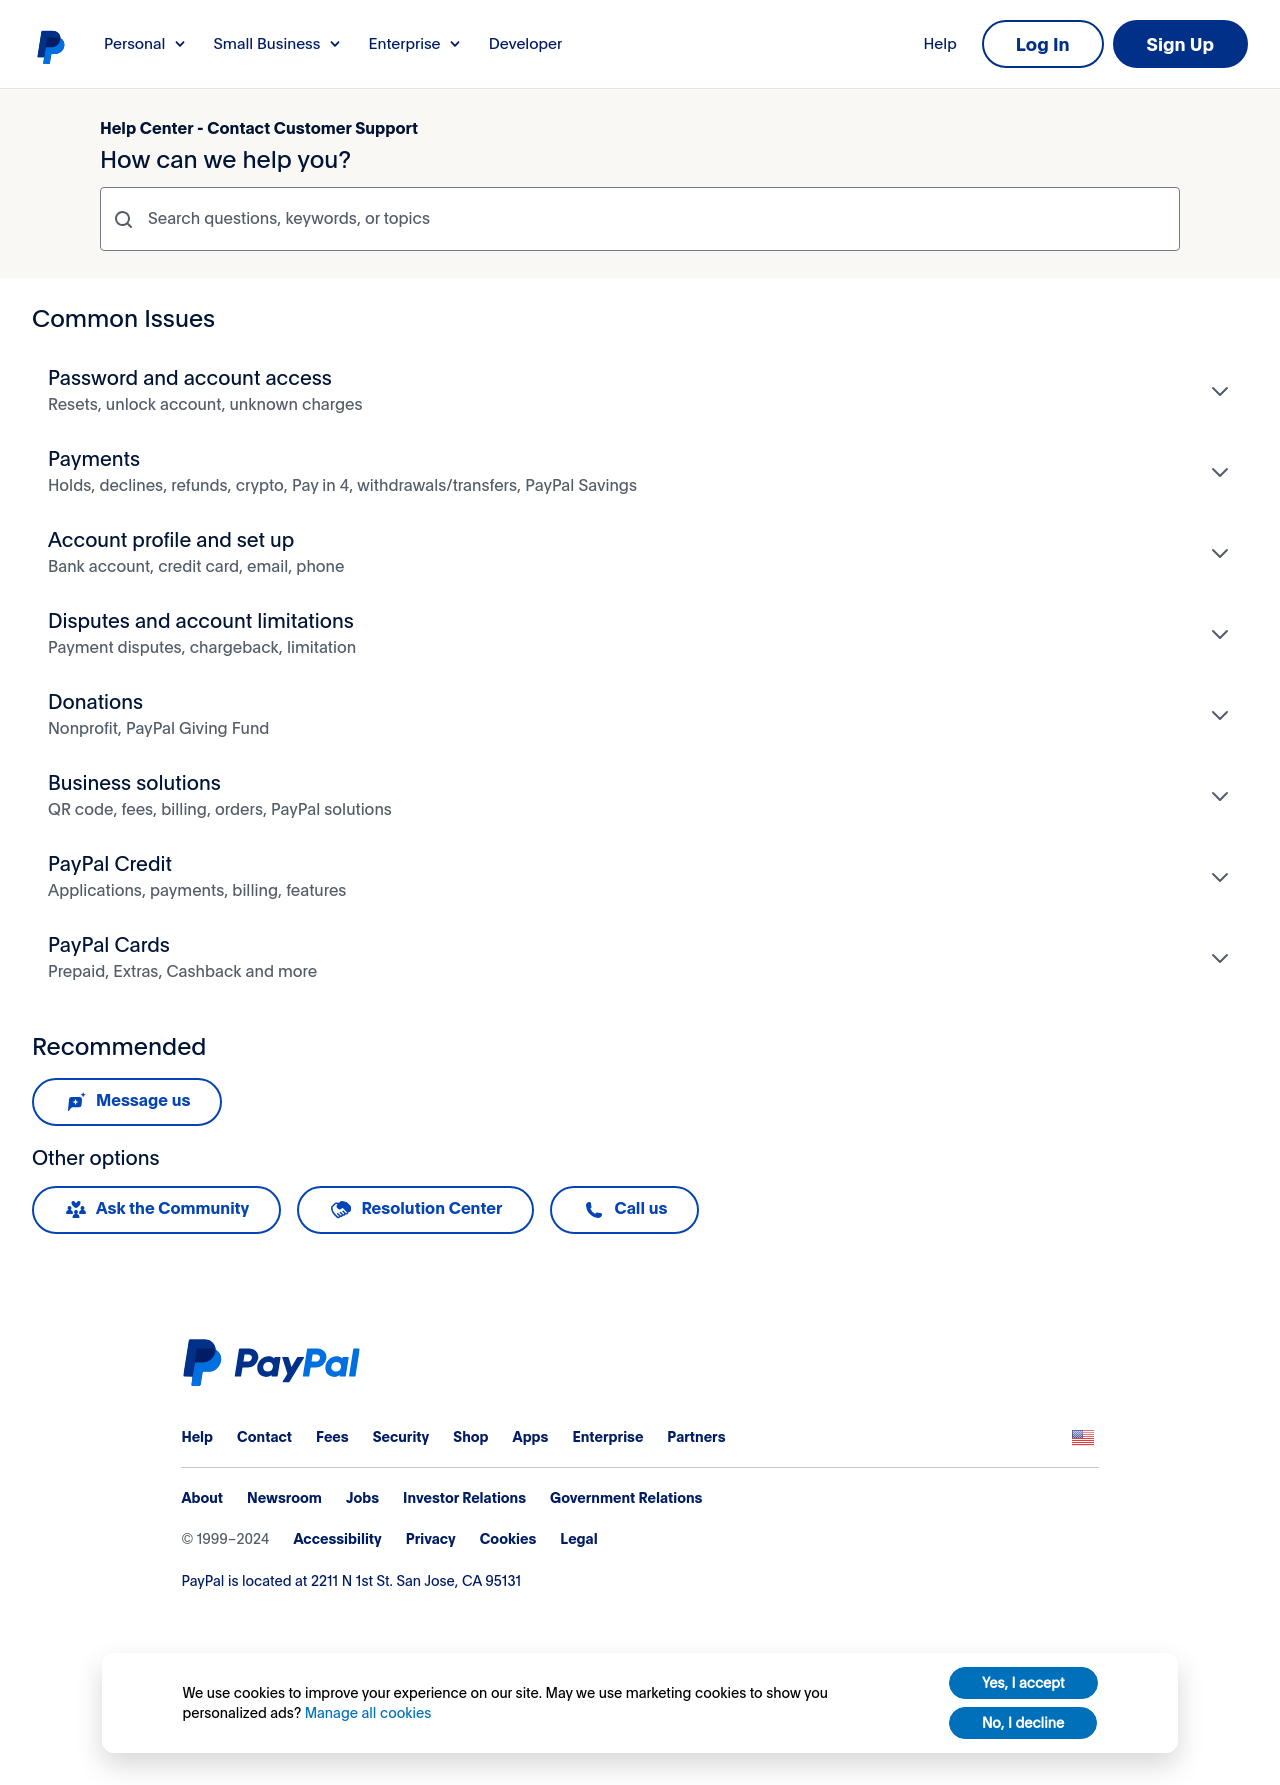 Personal
Small Business
Enterprise
Developer
Help
Log In
Sign Up
Help Center - Contact Customer Support
How can we help you?
Search questions, keywords, or topics
Common Issues
Password and account access
Resets, unlock account, unknown charges
Payments
Holds, declines, refunds, crypto, Pay in 4, withdrawals/transfers, PayPal Savings
Account profile and set up
Bank account, credit card, email, phone
Disputes and account limitations
Payment disputes, chargeback, limitation
Donations
Nonprofit, PayPal Giving Fund
Business solutions
QR code, fees, billing, orders, PayPal solutions
PayPal Credit
Applications, payments, billing, features
PayPal Cards
Prepaid, Extras, Cashback and more
Recommended
Message us
Other options
Ask the Community
Resolution Center
Call us
PayPal
Help
Contact
Fees
Security
Shop
Apps
Enterprise
Partners
About
Newsroom
Jobs
Investor Relations
Government Relations
© 1999–2024
Accessibility
Privacy
Cookies
Legal
PayPal is located at 2211 N 1st St. San Jose, CA 95131
We use cookies to improve your experience on our site. May we use marketing cookies to show you
personalized ads? Manage all cookies
Yes, I accept
No, I decline